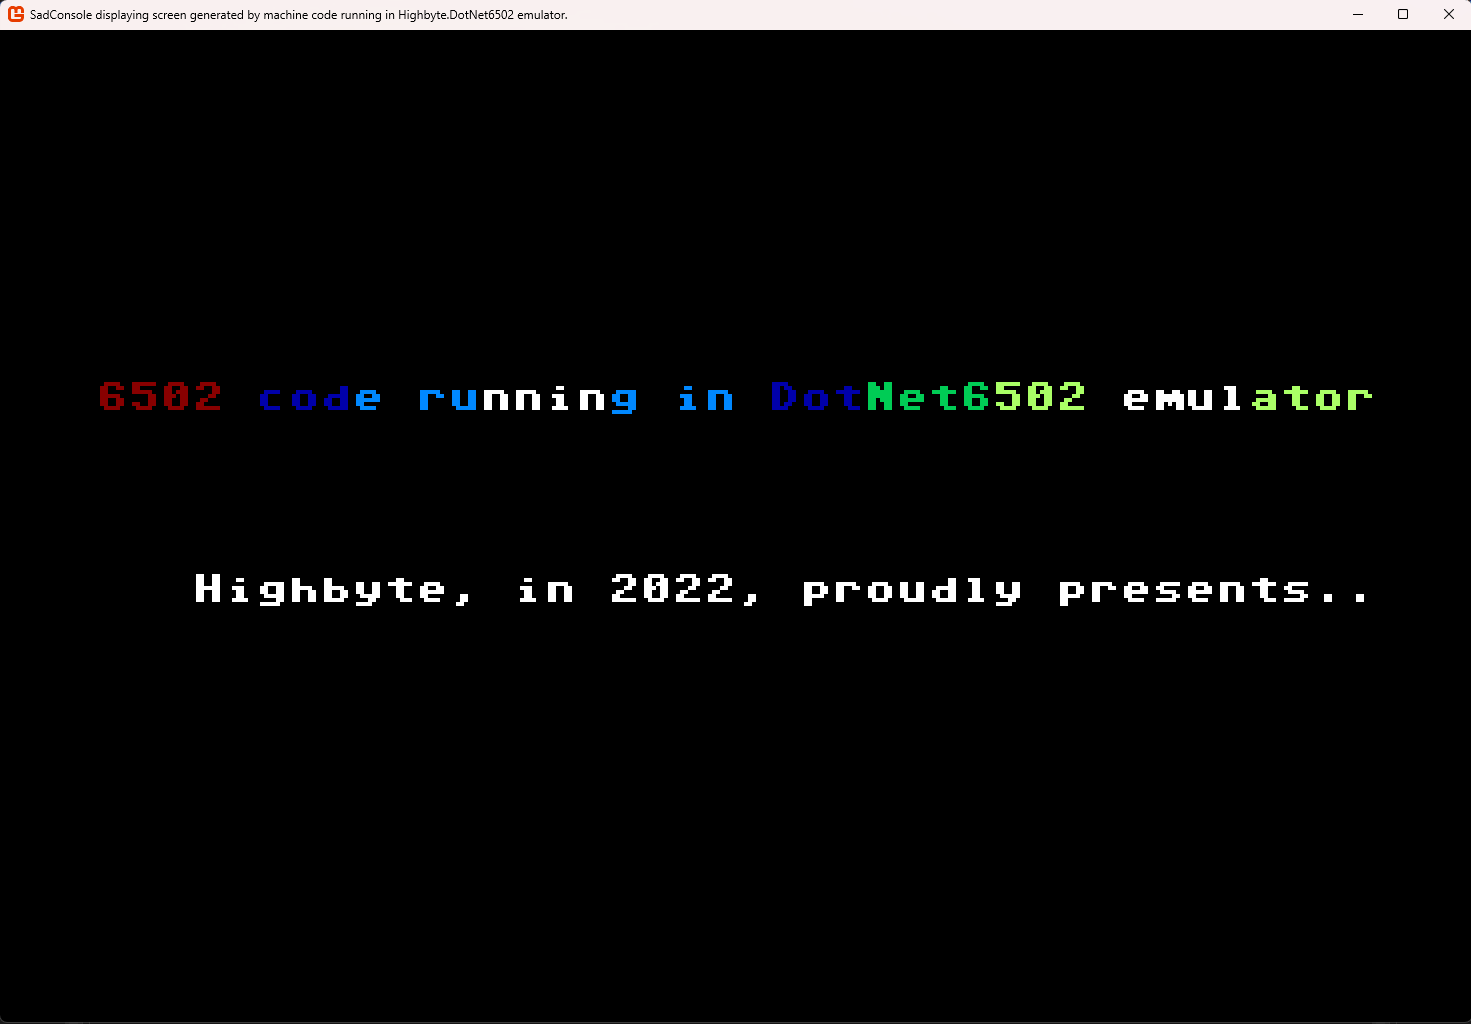 SadConsole displaying screen generated by machine code running in Highbyte.DotNet6502 emulator.
6502 code running in DotNet6502 emulator
Highbyte, in 2022, proudly presents..